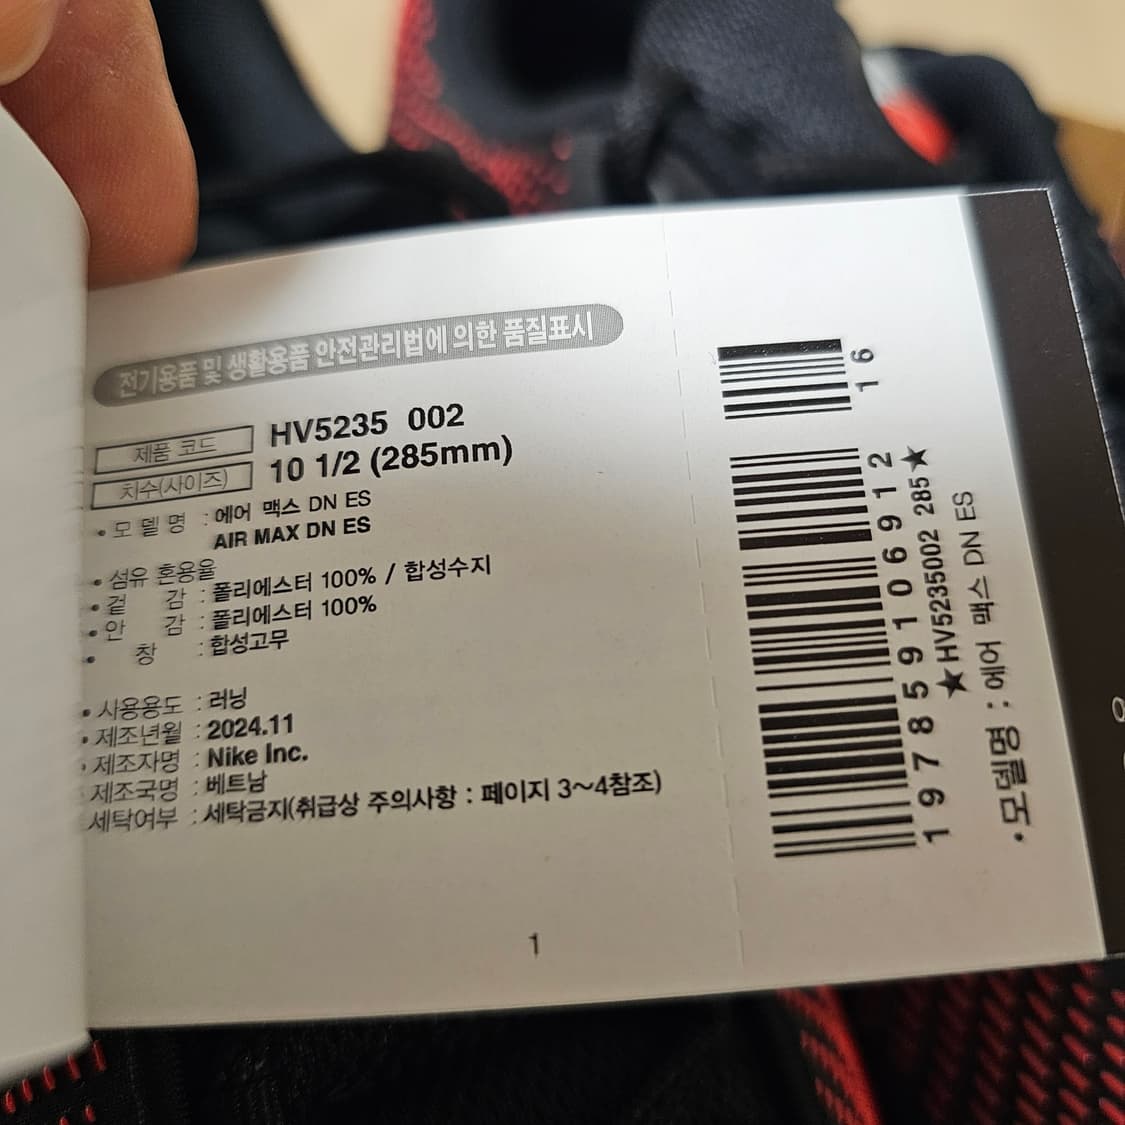 전기용품 및 생활용품 안전관리법에 의한 품질표시
제품 코드 HV5235 002
치수(사이즈) 10 1/2 (285mm)
• 모 델 명 : 에어 맥스 DN ES
AIR MAX DN ES
• 섬유 혼용율
• 겉 감 : 폴리에스터 100% / 합성수지
• 안 감 : 폴리에스터 100%
• 창 : 합성고무
• 사용용도 : 러닝
• 제조년월 : 2024.11
• 제조자명 : Nike Inc.
제조국명 : 베트남
세탁여부 : 세탁금지(취급상 주의사항 : 페이지 3~4참조)
1
16
197859106912
★HV5235002 285★
•모델명 : 에어 맥스 DN ES